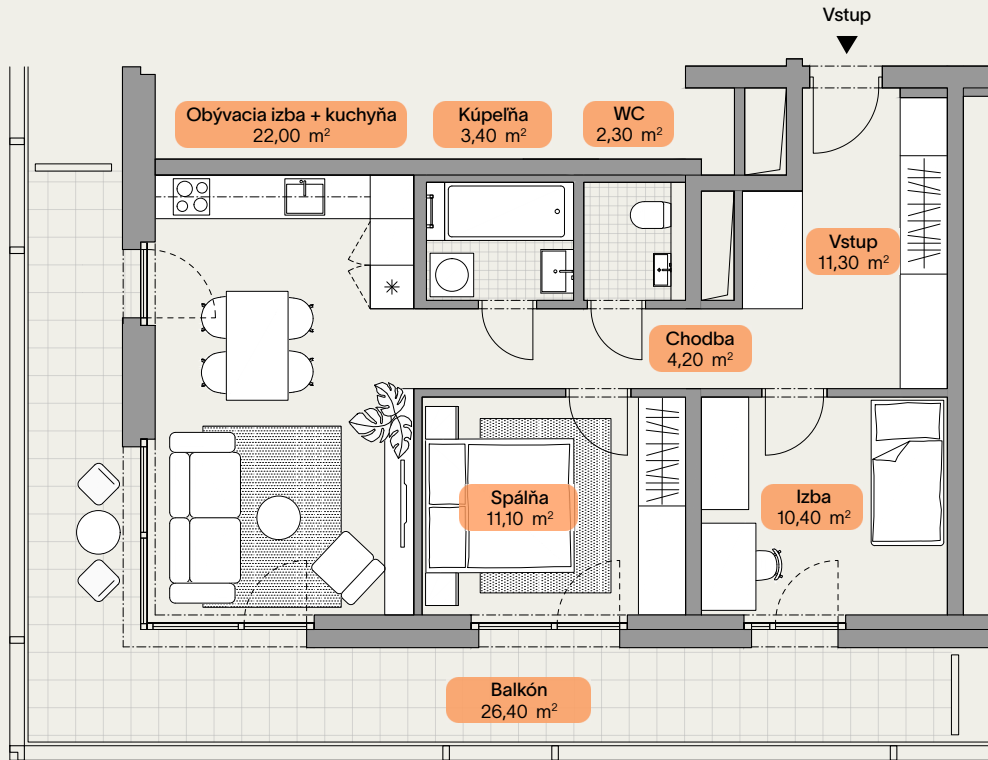 Vstup
Obývacia izba + kuchyňa
22,00 m²
Kúpeľňa
3,40 m²
WC
2,30 m²
Vstup
11,30 m²
Chodba
4,20 m²
Spálňa
11,10 m²
Izba
10,40 m²
Balkón
26,40 m²